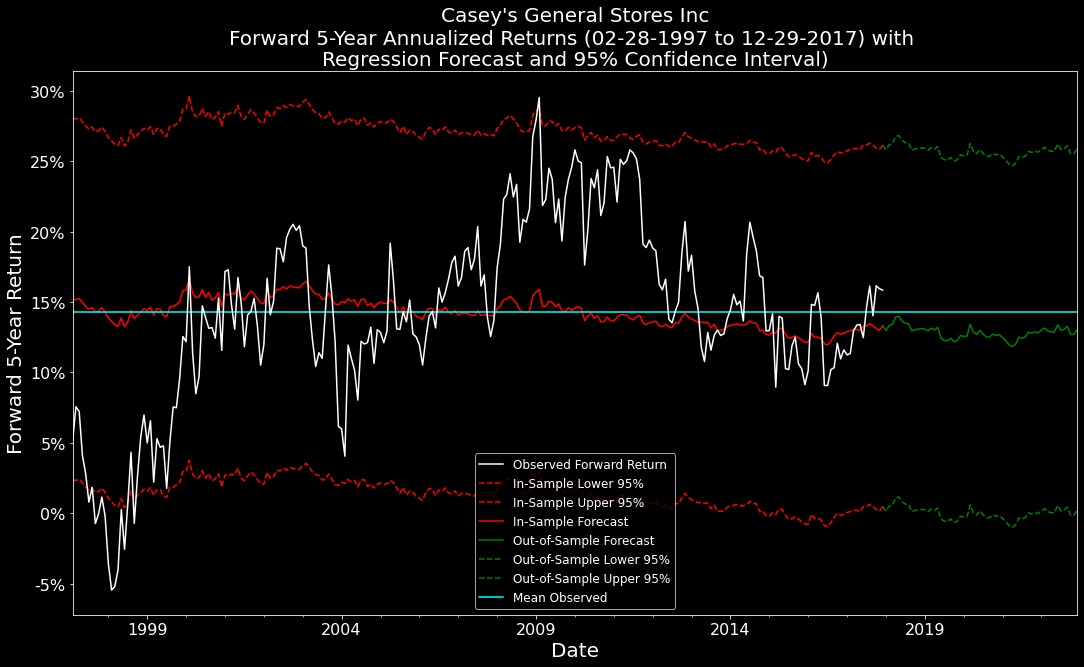 Casey's General Stores Inc
Forward 5-Year Annualized Returns (02-28-1997 to 12-29-2017) with
Regression Forecast and 95% Confidence Interval)
30%
25%
20%
15%
10%
5%
0%
-5%
Forward 5-Year Return
Observed Forward Return
In-Sample Lower 95%
In-Sample Upper 95%
In-Sample Forecast
Out-of-Sample Forecast
Out-of-Sample Lower 95%
Out-of-Sample Upper 95%
Mean Observed
1999
2004
2009
2014
2019
Date